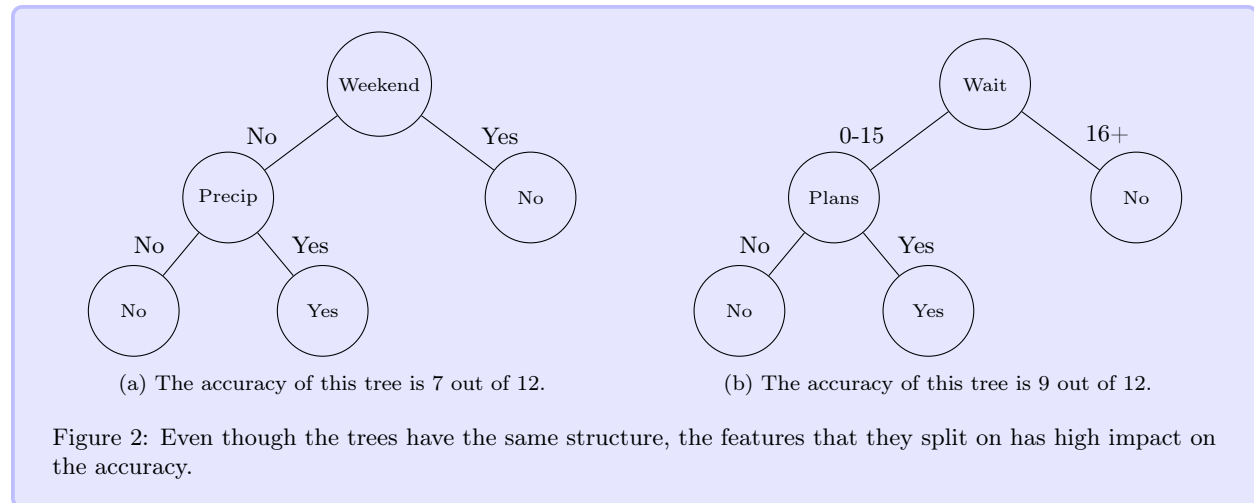 Weekend
No
Yes
Precip
No
No
Yes
No
Yes
(a) The accuracy of this tree is 7 out of 12.
Wait
0-15
16+
Plans
No
No
Yes
No
Yes
(b) The accuracy of this tree is 9 out of 12.
Figure 2: Even though the trees have the same structure, the features that they split on has high impact on
the accuracy.